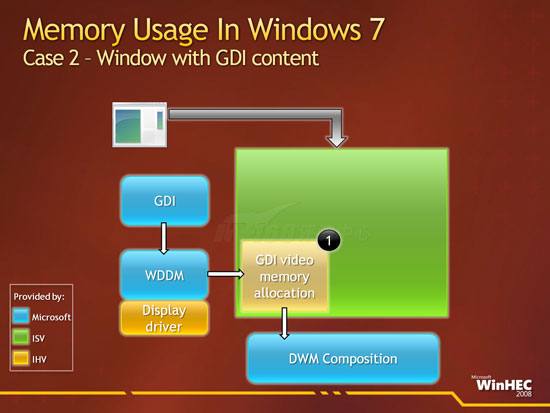 Memory Usage In Windows 7
Case 2 – Window with GDI content
GDI
1
WDDM
GDI video
memory
allocation
Display
driver
Provided by:
Microsoft
ISV
IHV
DWM Composition
Microsoft
WinHEC
2008